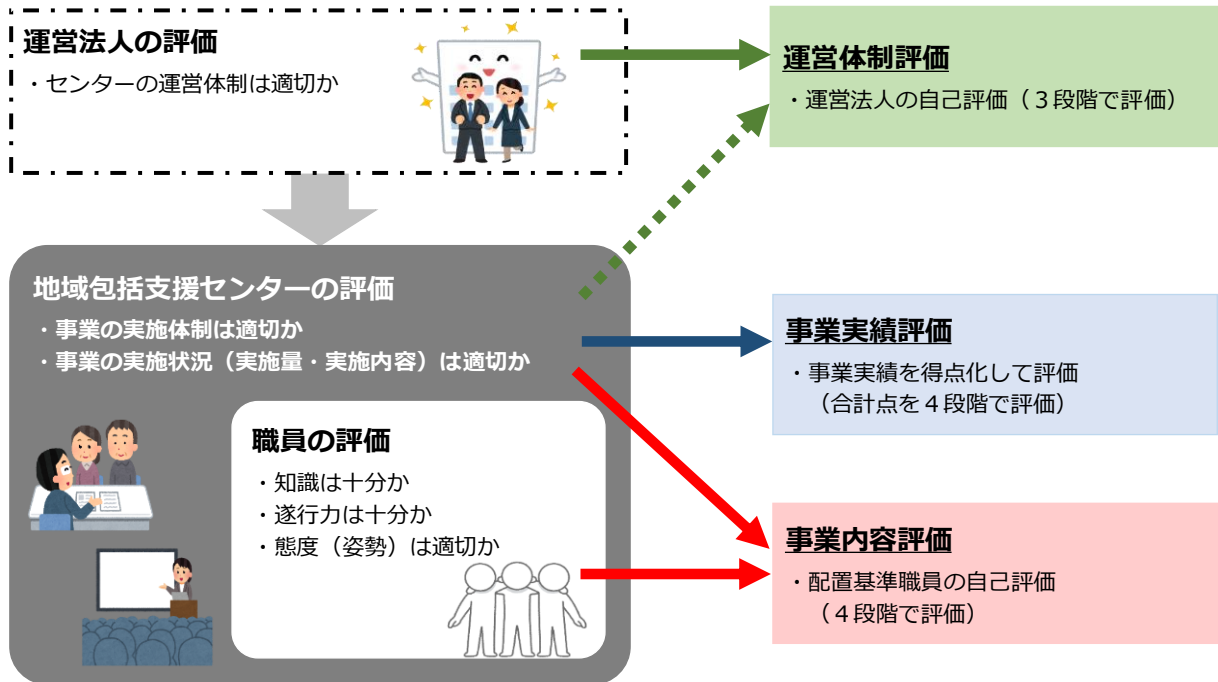 運営法人の評価
・センターの運営体制は適切か
運営体制評価
・運営法人の自己評価（３段階で評価）
地域包括支援センターの評価
・事業の実施体制は適切か
・事業の実施状況（実施量・実施内容）は適切か
職員の評価
・知識は十分か
・遂行力は十分か
・態度（姿勢）は適切か
事業実績評価
・事業実績を得点化して評価
（合計点を４段階で評価）
事業内容評価
・配置基準職員の自己評価
（４段階で評価）